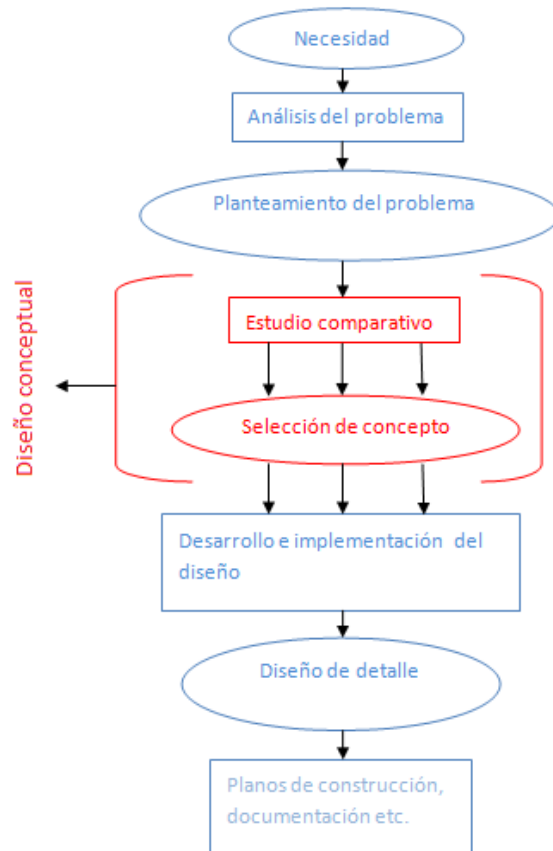 Necesidad
Análisis del problema
Planteamiento del problema
Diseño conceptual
Estudio comparativo
Selección de concepto
Desarrollo e implementación del
diseño
Diseño de detalle
Planos de construcción,
documentación etc.